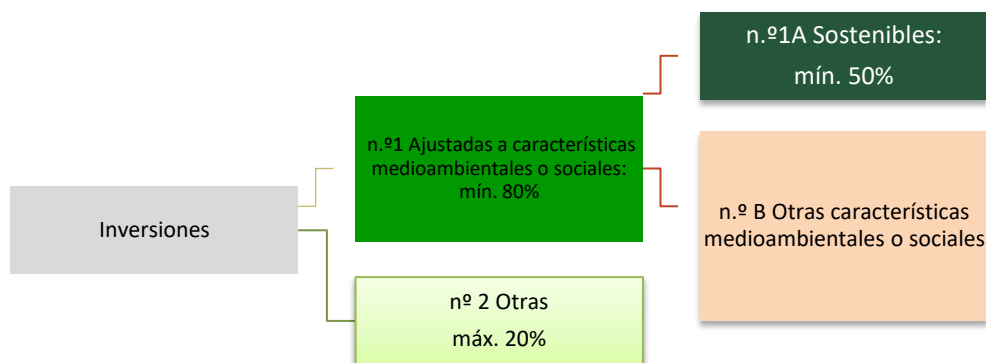 Inversiones
n.º1 Ajustadas a características
medioambientales o sociales:
mín. 80%
nº 2 Otras
máx. 20%
n.º1A Sostenibles:
mín. 50%
n.º B Otras características
medioambientales o sociales